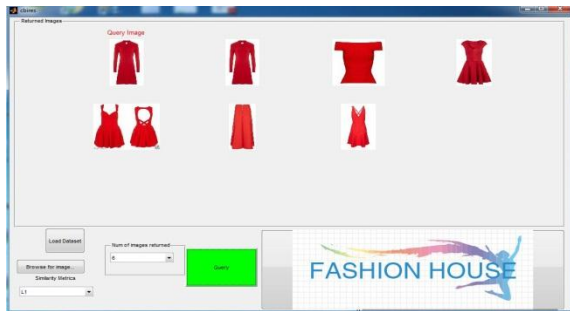 Returned Images
Query Image
Load Dataset
Num of images returned
6
Browse for image...
Query
Similarity Metrics
L1
FASHION HOUSE